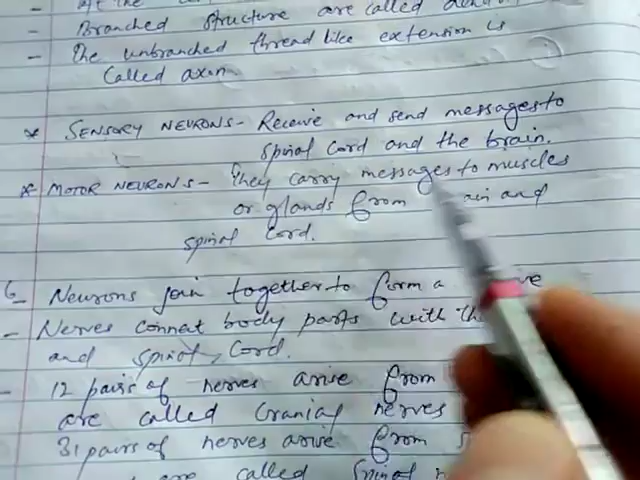 - Branched structure are called
- The unbranched thread like extension is
called axon
* SENSORY NEURONS - Receive and send messages to
spinal cord and the brain.
* MOTOR NEURONS - They carry messages to muscles
or glands from and
spinal cord.
6_ Neurons join together to form a
- Nerves connect body parts with
and spinal cord.
- 12 pairs of nerves arise from
are called Cranial nerves
31 pairs of nerves arise from
are called spinal